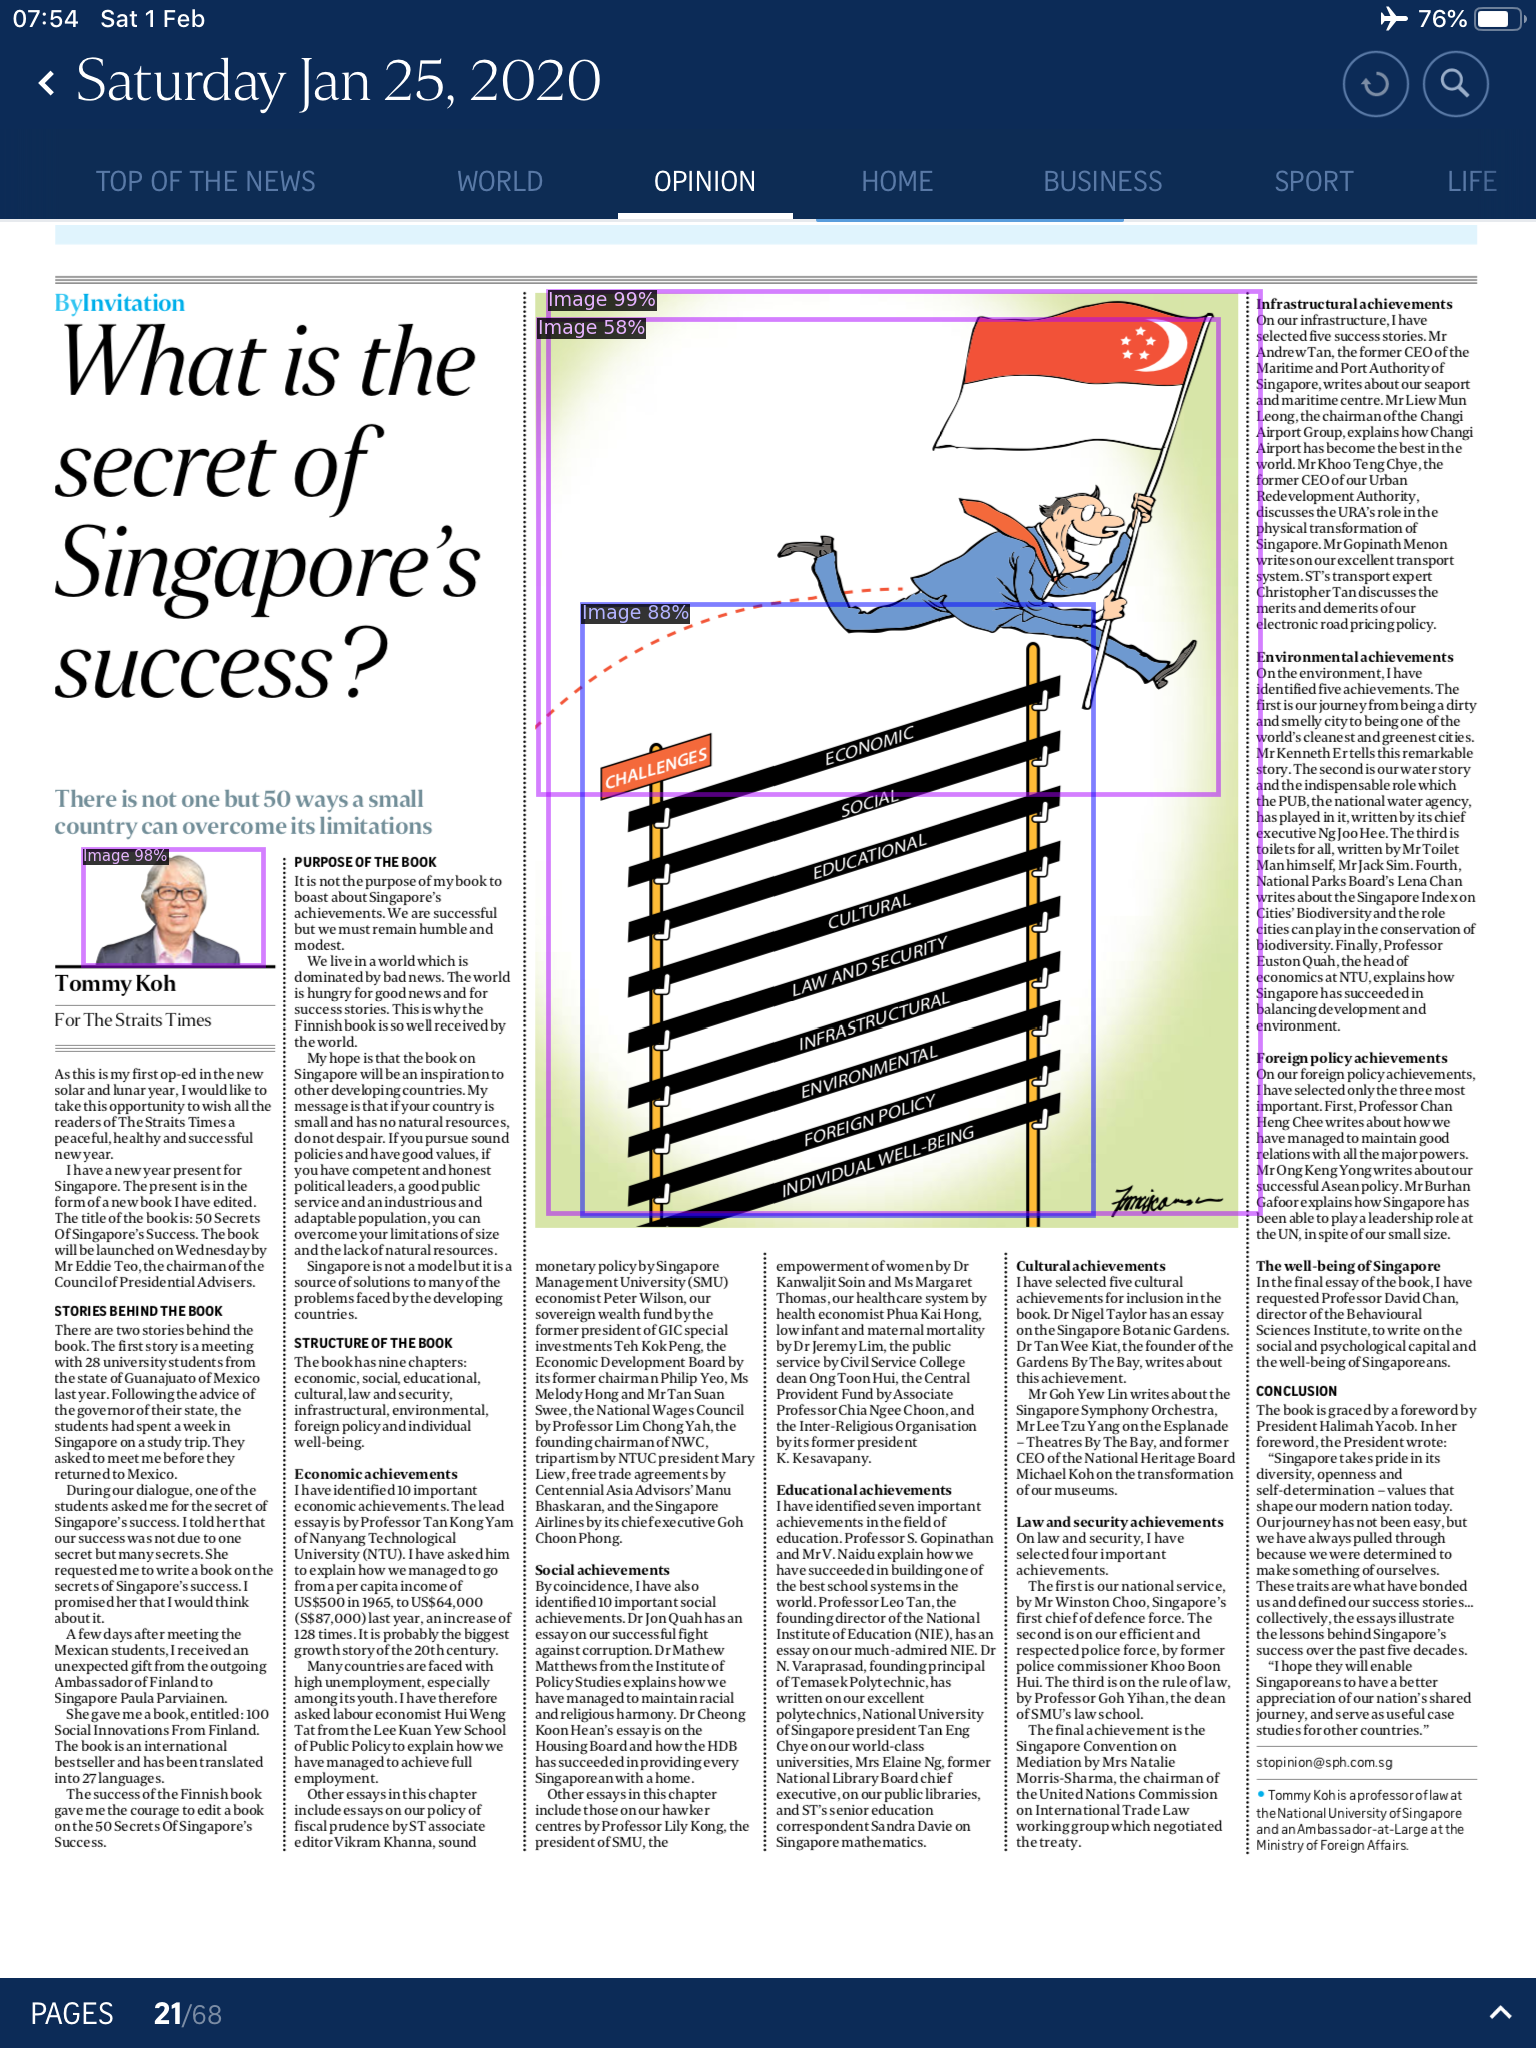 07:54 Sat 1 Feb
76%
Saturday Jan 25, 2020
TOP OF THE NEWS
WORLD
OPINION
HOME
BUSINESS
SPORT
LIFE
ByInvitation
What is the
secret of
Singapore's
success?
There is not one but 50 ways a small
country can overcome its limitations
Image 98%
Tommy Koh
For The Straits Times
As this is my first op-ed in the new
solar and lunar year, I would like to
take this opportunity to wish all the
readers of The Straits Times a
peaceful, healthy and successful
new year.
I have a new year present for
Singapore. The present is in the
form of a new book I have edited.
The title of the book is: 50 Secrets
Of Singapore's Success. The book
will be launched on Wednesday by
Mr Eddie Teo, the chairman of the
Council of Presidential Advisers.
STORIES BEHIND THE BOOK
There are two stories behind the
book. The first story is a meeting
with 28 university students from
the state of Guanajuato of Mexico
last year. Following the advice of
the governor of their state, the
students had spent a week in
Singapore on a study trip. They
asked to meet me before they
returned to Mexico.
During our dialogue, one of the
students asked me for the secret of
Singapore's success. I told her that
our success was not due to one
secret but many secrets. She
requested me to write a book on the
secrets of Singapore's success. I
promised her that I would think
about it.
A few days after meeting the
Mexican students, I received an
unexpected gift from the outgoing
Ambassador of Finland to
Singapore Paula Parviainen.
She gave me a book, entitled: 100
Social Innovations From Finland.
The book is an international
bestseller and has been translated
into 27 languages.
The success of the Finnish book
gave me the courage to edit a book
on the 50 Secrets Of Singapore's
Success.
PURPOSE OF THE BOOK
It is not the purpose of my book to
boast about Singapore's
achievements. We are successful
but we must remain humble and
modest.
We live in a world which is
dominated by bad news. The world
is hungry for good news and for
success stories. This is why the
Finnish book is so well received by
the world.
My hope is that the book on
Singapore will be an inspiration to
other developing countries. My
message is that if your country is
small and has no natural resources,
do not despair. If you pursue sound
policies and have good values, if
you have competent and honest
political leaders, a good public
service and an industrious and
adaptable population, you can
overcome your limitations of size
and the lack of natural resources.
Singapore is not a model but it is a
source of solutions to many of the
problems faced by the developing
countries.
STRUCTURE OF THE BOOK
The book has nine chapters:
economic, social, educational,
cultural, law and security,
infrastructural, environmental,
foreign policy and individual
well-being.
Economic achievements
I have identified 10 important
economic achievements. The lead
essay is by Professor Tan Kong Yam
of Nanyang Technological
University (NTU). I have asked him
to explain how we managed to go
from a per capita income of
US$500 in 1965, to US$64,000
(S$87,000) last year, an increase of
128 times. It is probably the biggest
growth story of the 20th century.
Many countries are faced with
high unemployment, especially
among its youth. I have therefore
asked labour economist Hui Weng
Tat from the Lee Kuan Yew School
of Public Policy to explain how we
have managed to achieve full
employment.
Other essays in this chapter
include essays on our policy of
fiscal prudence by ST associate
editor Vikram Khanna, sound
Image 99%
Image 58%
Image 88%
CHALLENGES
ECONOMIC
SOCIAL
EDUCATIONAL
CULTURAL
LAW AND SECURITY
INFRASTRUCTURAL
ENVIRONMENTAL
FOREIGN POLICY
INDIVIDUAL WELL-BEING
monetary policy by Singapore
Management University (SMU)
economist Peter Wilson, our
sovereign wealth fund by the
former president of GIC special
investments Teh Kok Peng, the
Economic Development Board by
its former chairman Philip Yeo, Ms
Melody Hong and Mr Tan Suan
Swee, the National Wages Council
by Professor Lim Chong Yah, the
founding chairman of NWC,
tripartism by NTUC president Mary
Liew, free trade agreements by
Centennial Asia Advisors' Manu
Bhaskaran, and the Singapore
Airlines by its chief executive Goh
Choon Phong.
Social achievements
By coincidence, I have also
identified 10 important social
achievements. Dr Jon Quah has an
essay on our successful fight
against corruption. Dr Mathew
Matthews from the Institute of
Policy Studies explains how we
have managed to maintain racial
and religious harmony. Dr Cheong
Koon Hean's essay is on the
Housing Board and how the HDB
has succeeded in providing every
Singaporean with a home.
Other essays in this chapter
include those on our hawker
centres by Professor Lily Kong, the
president of SMU, the
empowerment of women by Dr
Kanwaljit Soin and Ms Margaret
Thomas, our healthcare system by
health economist Phua Kai Hong,
low infant and maternal mortality
by Dr Jeremy Lim, the public
service by Civil Service College
dean Ong Toon Hui, the Central
Provident Fund by Associate
Professor Chia Ngee Choon, and
the Inter-Religious Organisation
by its former president
K. Kesavapany.
Educational achievements
I have identified seven important
achievements in the field of
education. Professor S. Gopinathan
and Mr V. Naidu explain how we
have succeeded in building one of
the best school systems in the
world. Professor Leo Tan, the
founding director of the National
Institute of Education (NIE), has an
essay on our much-admired NIE. Dr
N. Varaprasad, founding principal
of Temasek Polytechnic, has
written on our excellent
polytechnics, National University
of Singapore president Tan Eng
Chye on our world-class
universities, Mrs Elaine Ng, former
National Library Board chief
executive, on our public libraries,
and ST's senior education
correspondent Sandra Davie on
Singapore mathematics.
Cultural achievements
I have selected five cultural
achievements for inclusion in the
book. Dr Nigel Taylor has an essay
on the Singapore Botanic Gardens.
Dr Tan Wee Kiat, the founder of the
Gardens By The Bay, writes about
this achievement.
Mr Goh Yew Lin writes about the
Singapore Symphony Orchestra,
Mr Lee Tzu Yang on the Esplanade
– Theatres By The Bay, and former
CEO of the National Heritage Board
Michael Koh on the transformation
of our museums.
Law and security achievements
On law and security, I have
selected four important
achievements.
The first is our national service,
by Mr Winston Choo, Singapore's
first chief of defence force. The
second is on our efficient and
respected police force, by former
police commissioner Khoo Boon
Hui. The third is on the rule of law,
by Professor Goh Yihan, the dean
of SMU's law school.
The final achievement is the
Singapore Convention on
Mediation by Mrs Natalie
Morris-Sharma, the chairman of
the United Nations Commission
on International Trade Law
working group which negotiated
the treaty.
Infrastructural achievements
On our infrastructure, I have
selected five success stories. Mr
Andrew Tan, the former CEO of the
Maritime and Port Authority of
Singapore, writes about our seaport
and maritime centre. Mr Liew Mun
Leong, the chairman of the Changi
Airport Group, explains how Changi
Airport has become the best in the
world. Mr Khoo Teng Chye, the
former CEO of our Urban
Redevelopment Authority,
discusses the URA's role in the
physical transformation of
Singapore. Mr Gopinath Menon
writes on our excellent transport
system. ST's transport expert
Christopher Tan discusses the
merits and demerits of our
electronic road pricing policy.
Environmental achievements
On the environment, I have
identified five achievements. The
first is our journey from being a dirty
and smelly city to being one of the
world's cleanest and greenest cities.
Mr Kenneth Er tells this remarkable
story. The second is our water story
and the indispensable role which
the PUB, the national water agency,
has played in it, written by its chief
executive Ng Joo Hee. The third is
toilets for all, written by Mr Toilet
Man himself, Mr Jack Sim. Fourth,
National Parks Board's Lena Chan
writes about the Singapore Index on
Cities' Biodiversity and the role
cities can play in the conservation of
biodiversity. Finally, Professor
Euston Quah, the head of
economics at NTU, explains how
Singapore has succeeded in
balancing development and
environment.
Foreign policy achievements
On our foreign policy achievements,
I have selected only the three most
important. First, Professor Chan
Heng Chee writes about how we
have managed to maintain good
relations with all the major powers.
Mr Ong Keng Yong writes about our
successful Asean policy. Mr Burhan
Gafoor explains how Singapore has
been able to play a leadership role at
the UN, in spite of our small size.
The well-being of Singapore
In the final essay of the book, I have
requested Professor David Chan,
director of the Behavioural
Sciences Institute, to write on the
social and psychological capital and
the well-being of Singaporeans.
CONCLUSION
The book is graced by a foreword by
President Halimah Yacob. In her
foreword, the President wrote:
"Singapore takes pride in its
diversity, openness and
self-determination – values that
shape our modern nation today.
Our journey has not been easy, but
we have always pulled through
because we were determined to
make something of ourselves.
These traits are what have bonded
us and defined our success stories...
collectively, the essays illustrate
the lessons behind Singapore's
success over the past five decades.
"I hope they will enable
Singaporeans to have a better
appreciation of our nation's shared
journey, and serve as useful case
studies for other countries."
stopinion@sph.com.sg
• Tommy Koh is a professor of law at
the National University of Singapore
and an Ambassador-at-Large at the
Ministry of Foreign Affairs.
PAGES 21/68